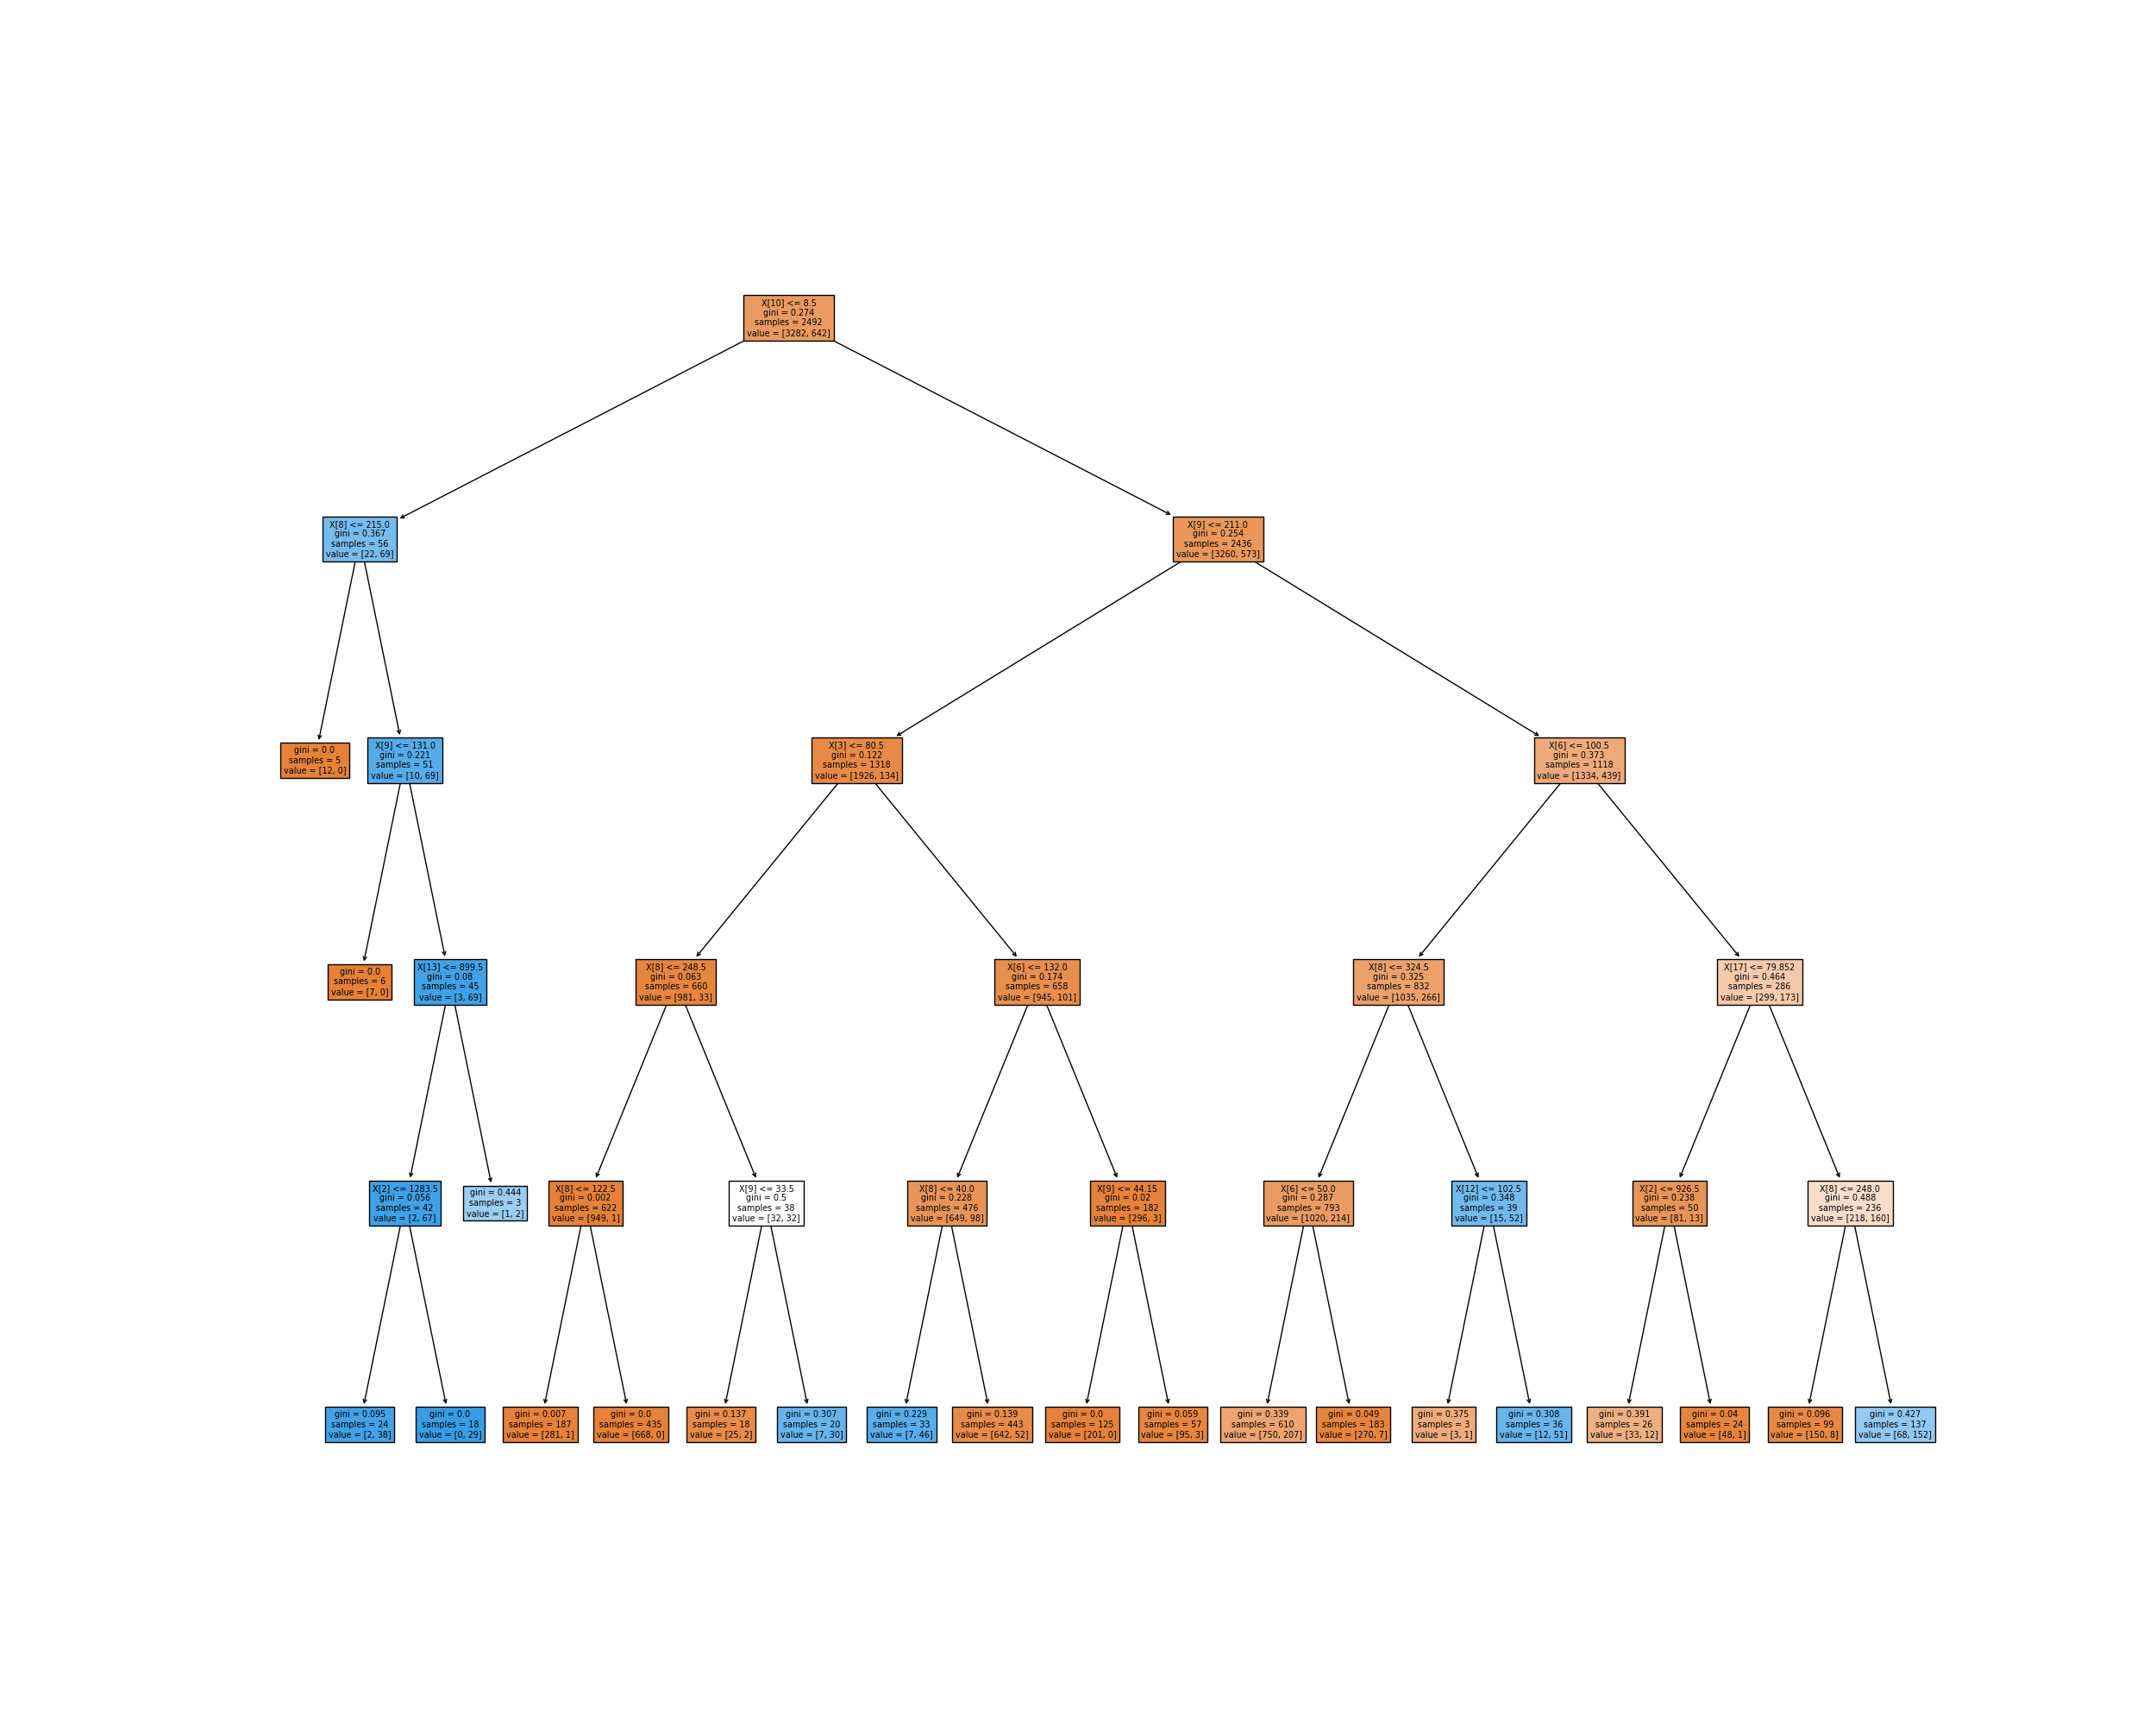 X[10] <= 8.5
gini = 0.274
samples = 2492
value = [3282, 642]
X[8] <= 215.0
gini = 0.367
samples = 56
value = [22, 69]
X[9] <= 211.0
gini = 0.254
samples = 2436
value = [3260, 573]
gini = 0.0
samples = 5
value = [12, 0]
X[9] <= 131.0
gini = 0.221
samples = 51
value = [10, 69]
X[3] <= 80.5
gini = 0.122
samples = 1318
value = [1926, 134]
X[6] <= 100.5
gini = 0.373
samples = 1118
value = [1334, 439]
gini = 0.0
samples = 6
value = [7, 0]
X[13] <= 899.5
gini = 0.08
samples = 45
value = [3, 69]
X[8] <= 248.5
gini = 0.063
samples = 660
value = [981, 33]
X[6] <= 132.0
gini = 0.174
samples = 658
value = [945, 101]
X[8] <= 324.5
gini = 0.325
samples = 832
value = [1035, 266]
X[17] <= 79.852
gini = 0.464
samples = 286
value = [299, 173]
X[2] <= 1283.5
gini = 0.056
samples = 42
value = [2, 67]
gini = 0.444
samples = 3
value = [1, 2]
X[8] <= 122.5
gini = 0.002
samples = 622
value = [949, 1]
X[9] <= 33.5
gini = 0.5
samples = 38
value = [32, 32]
X[8] <= 40.0
gini = 0.228
samples = 476
value = [649, 98]
X[9] <= 44.15
gini = 0.02
samples = 182
value = [296, 3]
X[6] <= 50.0
gini = 0.287
samples = 793
value = [1020, 214]
X[12] <= 102.5
gini = 0.348
samples = 39
value = [15, 52]
X[2] <= 926.5
gini = 0.238
samples = 50
value = [81, 13]
X[8] <= 248.0
gini = 0.488
samples = 236
value = [218, 160]
gini = 0.095
samples = 24
value = [2, 38]
gini = 0.0
samples = 18
value = [0, 29]
gini = 0.007
samples = 187
value = [281, 1]
gini = 0.0
samples = 435
value = [668, 0]
gini = 0.137
samples = 18
value = [25, 2]
gini = 0.307
samples = 20
value = [7, 30]
gini = 0.229
samples = 33
value = [7, 46]
gini = 0.139
samples = 443
value = [642, 52]
gini = 0.0
samples = 125
value = [201, 0]
gini = 0.059
samples = 57
value = [95, 3]
gini = 0.339
samples = 610
value = [750, 207]
gini = 0.049
samples = 183
value = [270, 7]
gini = 0.375
samples = 3
value = [3, 1]
gini = 0.308
samples = 36
value = [12, 51]
gini = 0.391
samples = 26
value = [33, 12]
gini = 0.04
samples = 24
value = [48, 1]
gini = 0.096
samples = 99
value = [150, 8]
gini = 0.427
samples = 137
value = [68, 152]